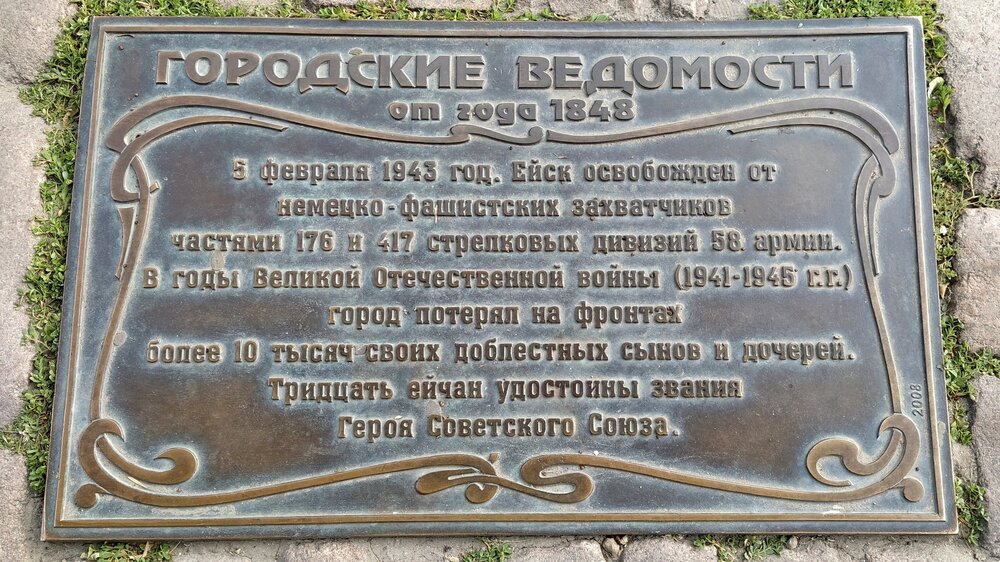 ГОРОДСКИЕ ВЕДОМОСТИ
от года 1848
5 февраля 1943 год. Ейск освобожден от
немецко-фашистских захватчиков
частями 176 и 417 стрелковых дивизий 58. армии.
В годы Великой Отечественной войны (1941-1945 г.г.)
город потерял на фронтах
более 10 тысяч своих доблестных сынов и дочерей.
Тридцать ейчан удостоины звания
Героя Советского Союза.
2008